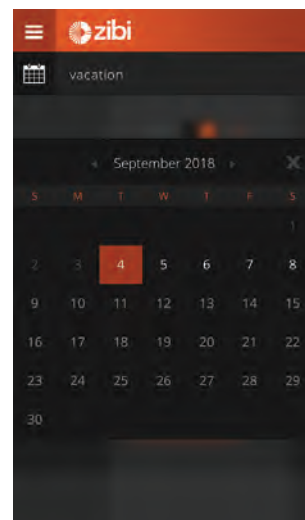 zibi
vacation
September 2018
S M T W T F S
1
2 3 4 5 6 7 8
9 10 11 12 13 14 15
16 17 18 19 20 21 22
23 24 25 26 27 28 29
30